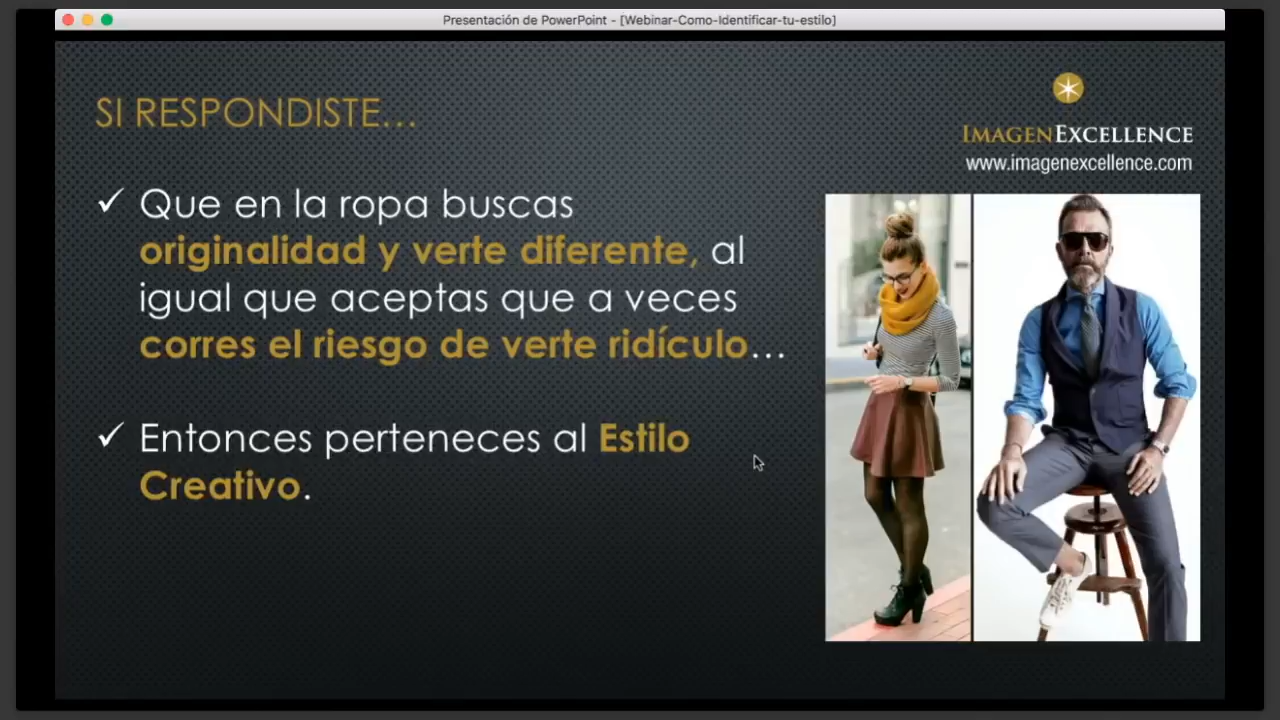 Presentación de PowerPoint - [Webinar-Como-Identificar-tu-estilo]
SI RESPONDISTE...
IMAGENEXCELLENCE
www.imagenexcellence.com
✓ Que en la ropa buscas
originalidad y verte diferente, al
igual que aceptas que a veces
corres el riesgo de verte ridículo...
✓ Entonces perteneces al Estilo
Creativo.